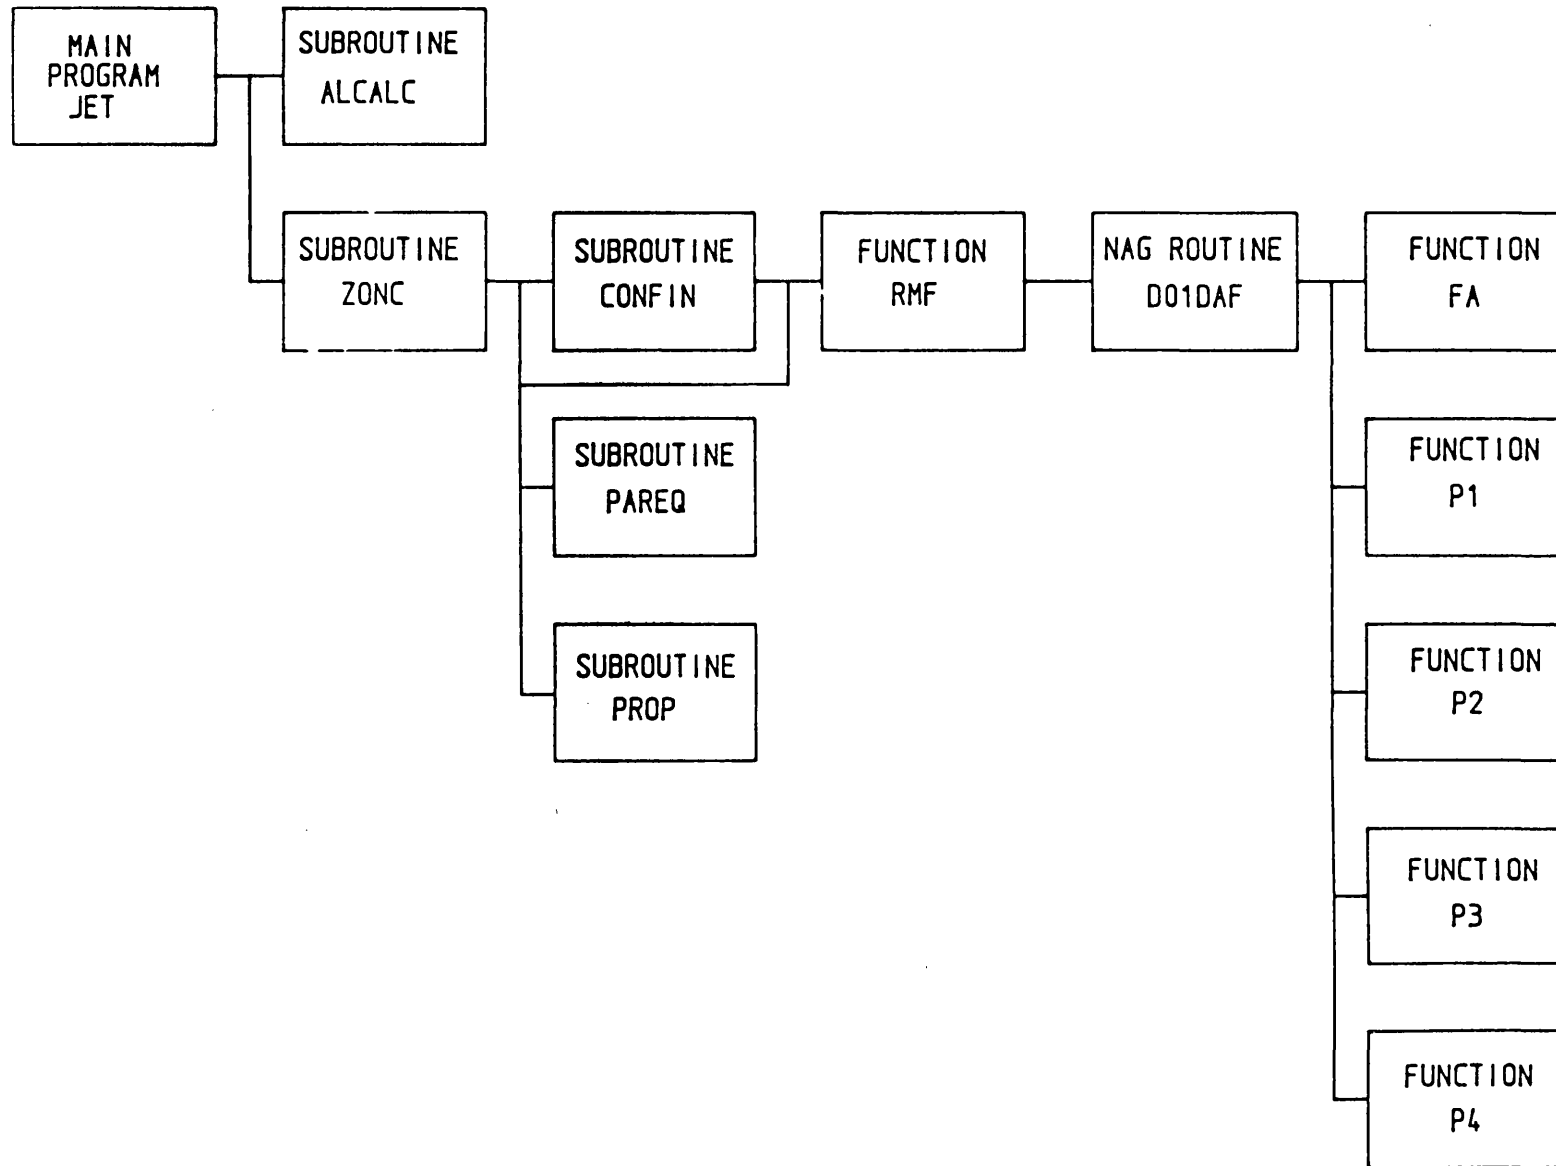 MAIN
PROGRAM
JET
SUBROUTINE
ALCALC
SUBROUTINE
ZONC
SUBROUTINE
CONFIN
FUNCTION
RMF
NAG ROUTINE
D01DAF
FUNCTION
FA
SUBROUTINE
PAREQ
FUNCTION
P1
SUBROUTINE
PROP
FUNCTION
P2
FUNCTION
P3
FUNCTION
P4